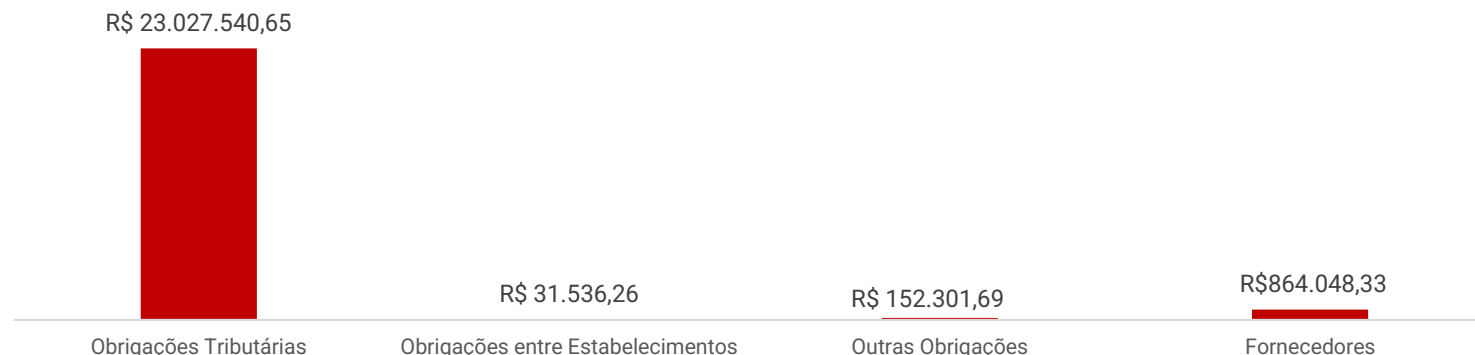 R$ 23.027.540,65
R$ 31.536,26
R$ 152.301,69
R$864.048,33
Obrigações Tributárias
Obrigações entre Estabelecimentos
Outras Obrigações
Fornecedores